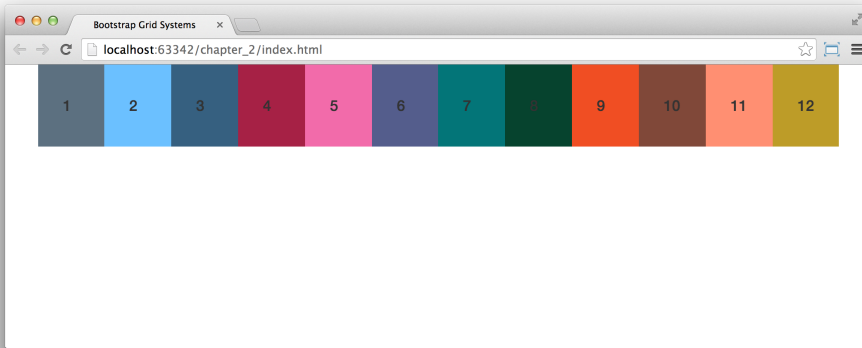 Bootstrap Grid Systems
localhost:63342/chapter_2/index.html
1 2 3 4 5 6 7 8 9 10 11 12